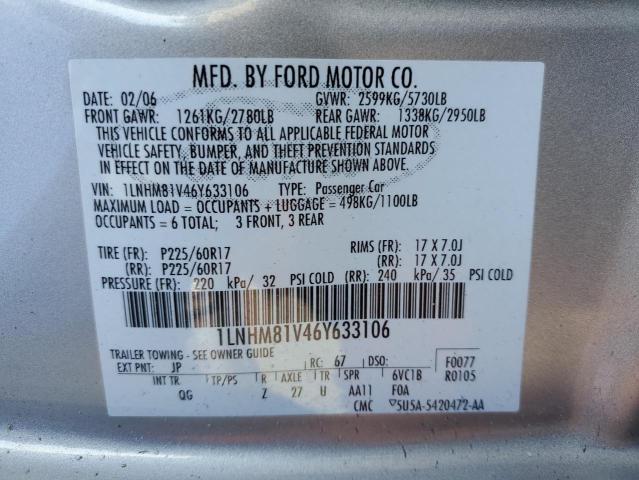 MFD. BY FORD MOTOR CO.
DATE: 02/06 GVWR: 2599KG/5730LB
FRONT GAWR: 1261KG/2780LB REAR GAWR: 1338KG/2950LB
THIS VEHICLE CONFORMS TO ALL APPLICABLE FEDERAL MOTOR
VEHICLE SAFETY, BUMPER, AND THEFT PREVENTION STANDARDS
IN EFFECT ON THE DATE OF MANUFACTURE SHOWN ABOVE.
VIN: 1LNHM81V46Y633106 TYPE: Passenger Car
MAXIMUM LOAD = OCCUPANTS + LUGGAGE = 498KG/1100LB
OCCUPANTS = 6 TOTAL; 3 FRONT, 3 REAR
TIRE (FR): P225/60R17 RIMS (FR): 17 X 7.0J
(RR): P225/60R17 (RR): 17 X 7.0J
PRESSURE (FR): 220 kPa/ 32 PSI COLD (RR): 240 kPa/ 35 PSI COLD
1LNHM81V46Y633106
TRAILER TOWING - SEE OWNER GUIDE
EXT PNT: JP RC: 67 DSO: F0077
INT TR TP/PS R AXLE TR SPR 6VC1B R0105
QG Z 27 U AA11 FOA
CMC ▽5U5A-5420472-AA